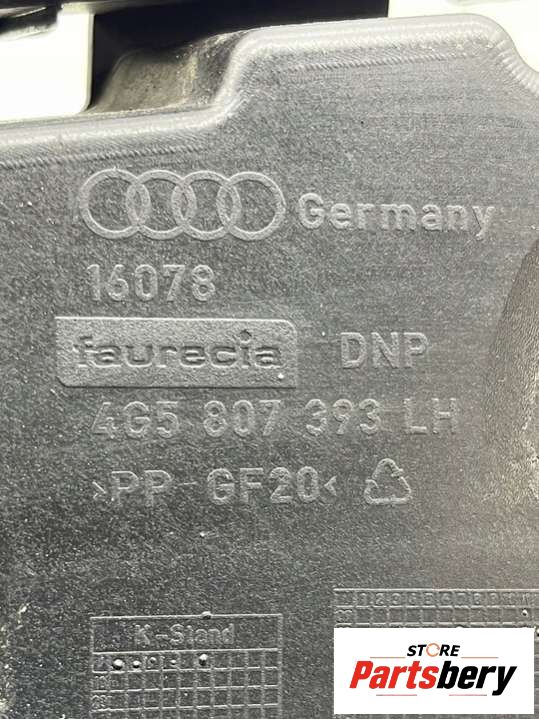 Germany
16078
faurecia DNP
4G5 807 393 LH
>PP-GF20<
K-Stand
STORE
Partsbery